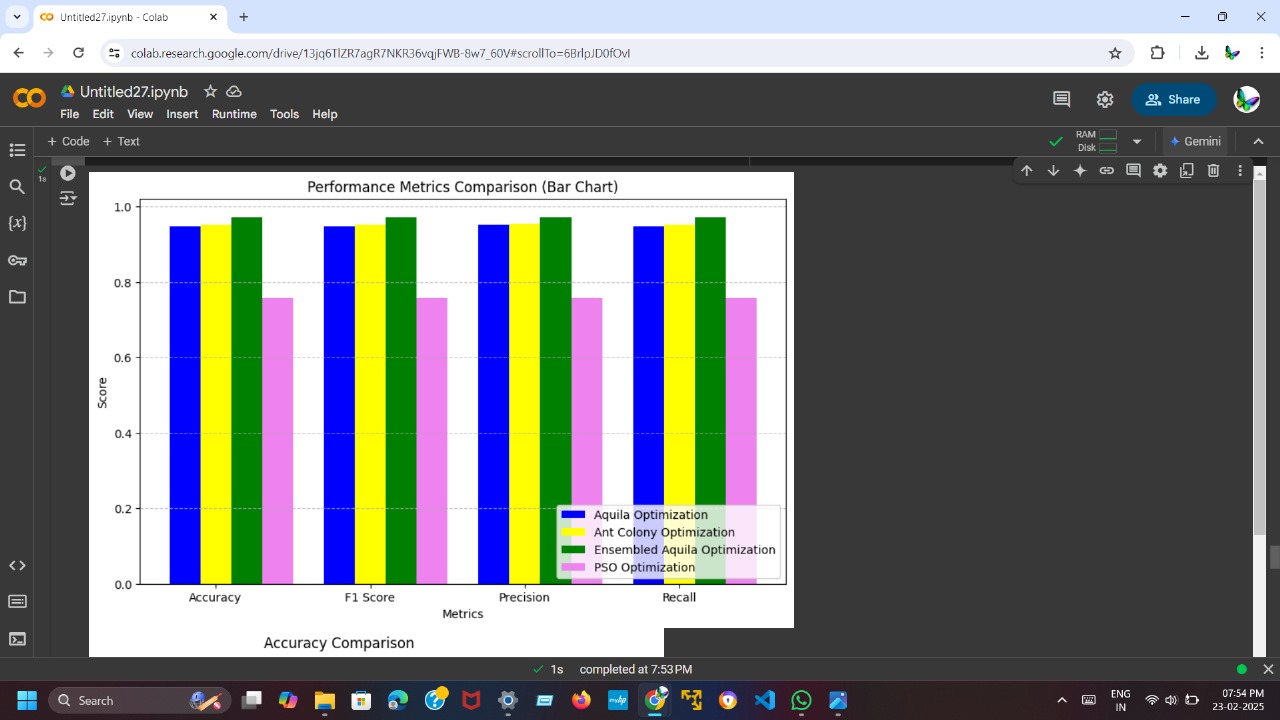 Untitled27.ipynb - Colab
colab.research.google.com/drive/13jq6TlZR7agR7NKR36vqjFWB-8w7_60V#scrollTo=6BrlpJD0fOvl
Untitled27.ipynb
File Edit View Insert Runtime Tools Help
Share
+ Code + Text
RAM
Disk
Gemini
1s
Performance Metrics Comparison (Bar Chart)
1.0
0.8
0.6
0.4
0.2
0.0
Score
Aquila Optimization
Ant Colony Optimization
Ensembled Aquila Optimization
PSO Optimization
Accuracy F1 Score Precision Recall
Metrics
Accuracy Comparison
1s completed at 7:53 PM
Search
ENG
IN
07:54 PM
23-02-2025